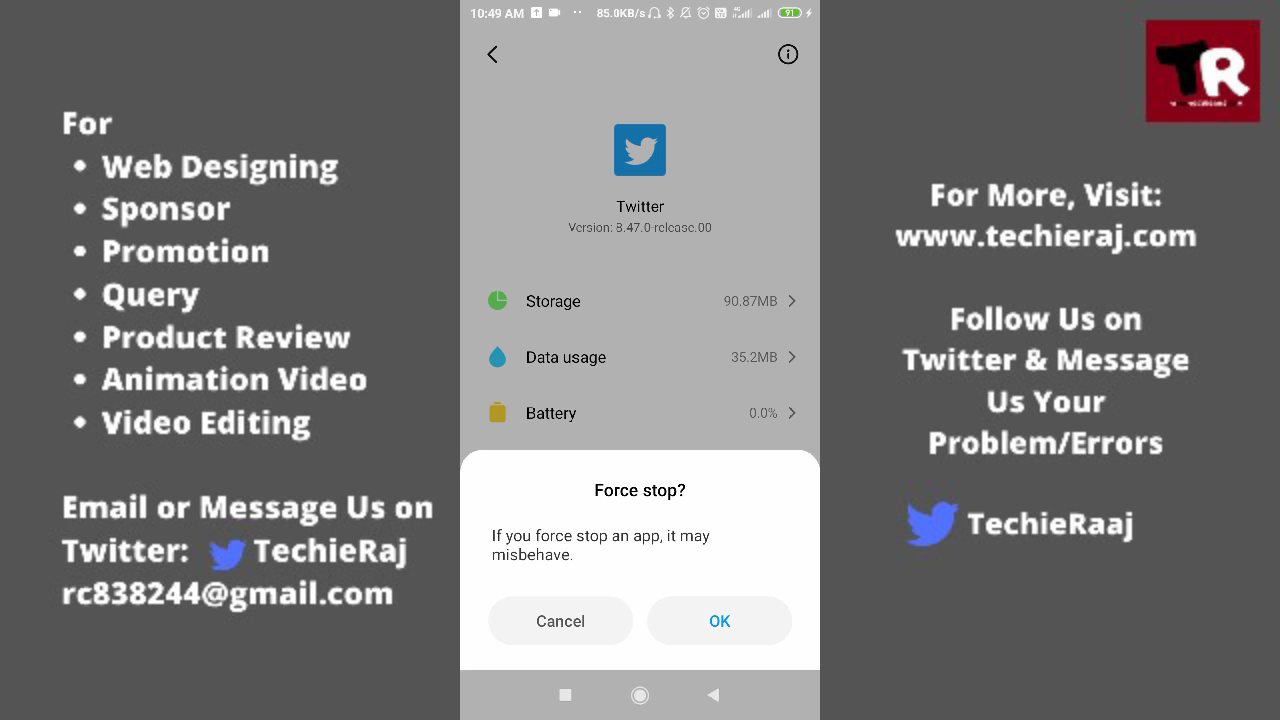 For
• Web Designing
• Sponsor
• Promotion
• Query
• Product Review
• Animation Video
• Video Editing
Email or Message Us on
Twitter: TechieRaj
rc838244@gmail.com
10:49 AM 85.0KB/s 4G 91
Twitter
Version: 8.47.0-release.00
Storage 90.87MB
Data usage 35.2MB
Battery 0.0%
Force stop?
If you force stop an app, it may
misbehave.
Cancel OK
TR
For More, Visit:
www.techieraj.com
Follow Us on
Twitter & Message
Us Your
Problem/Errors
TechieRaaj